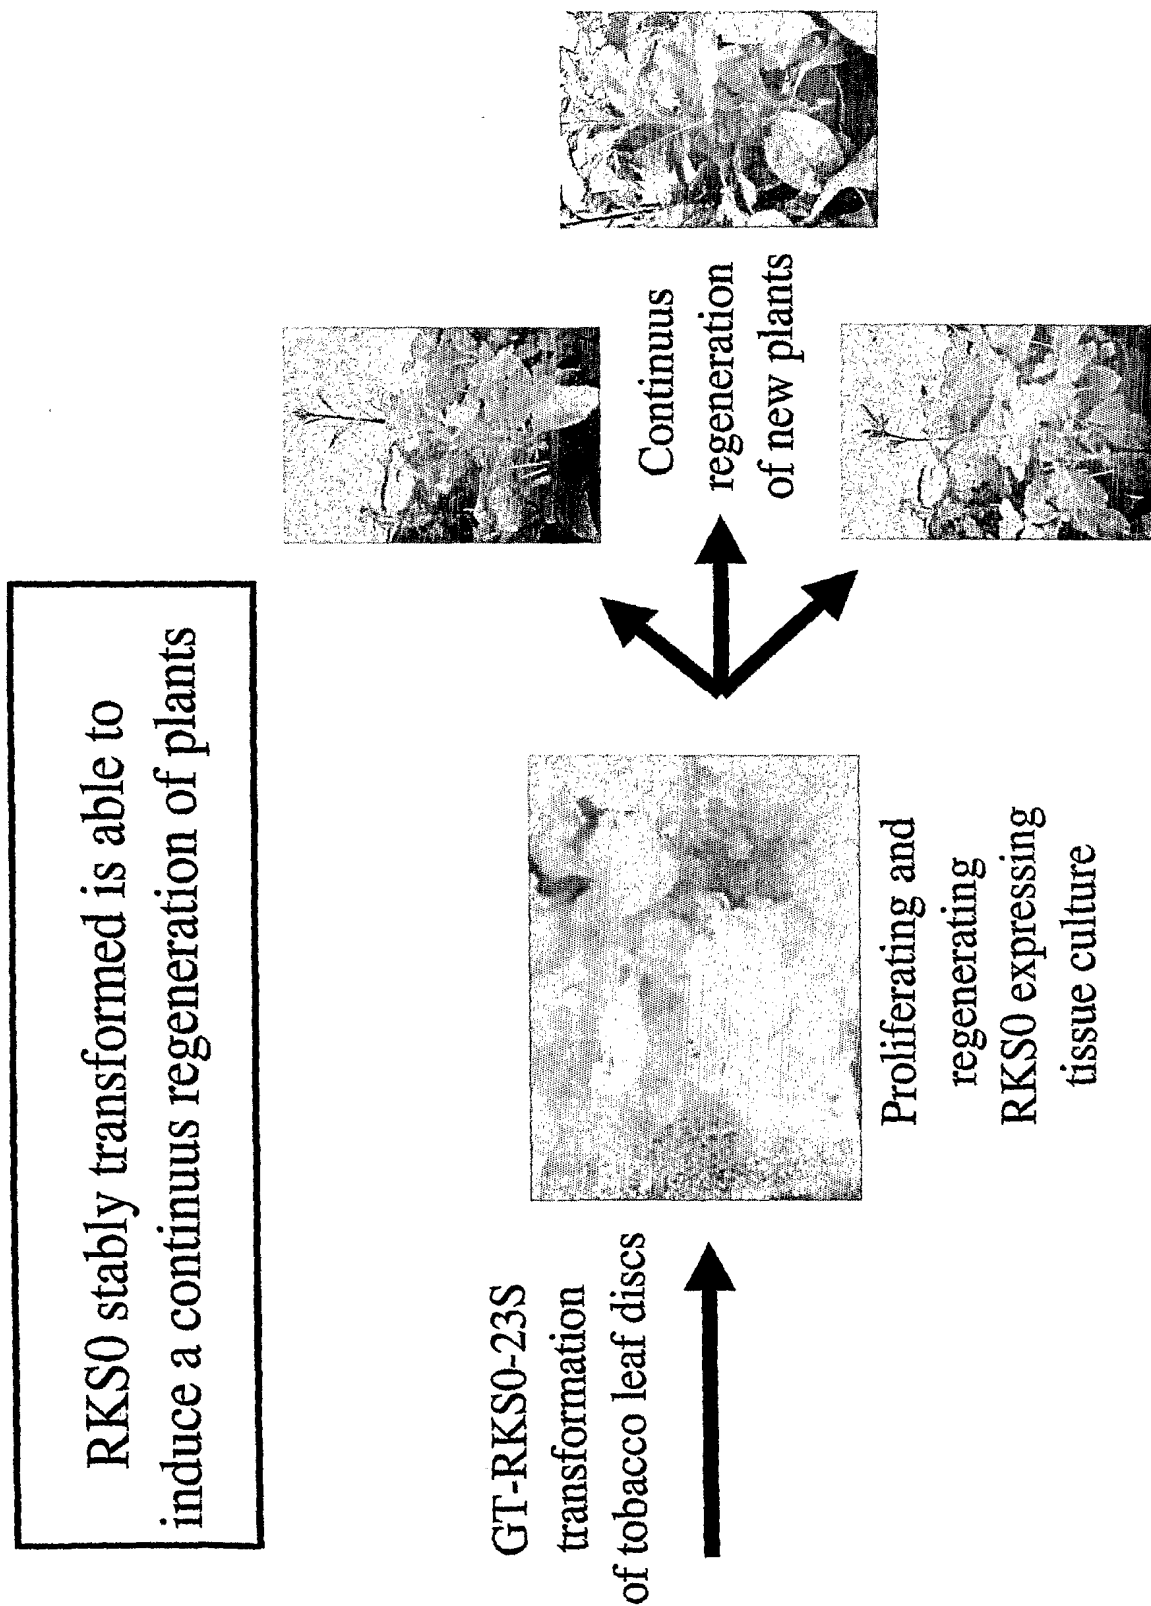 RKS0 stably transformed is able to
induce a continuus regeneration of plants
GT-RKS0-23S
transformation
of tobacco leaf discs
Proliferating and
regenerating
RKS0 expressing
tissue culture
Continuus
regeneration
of new plants